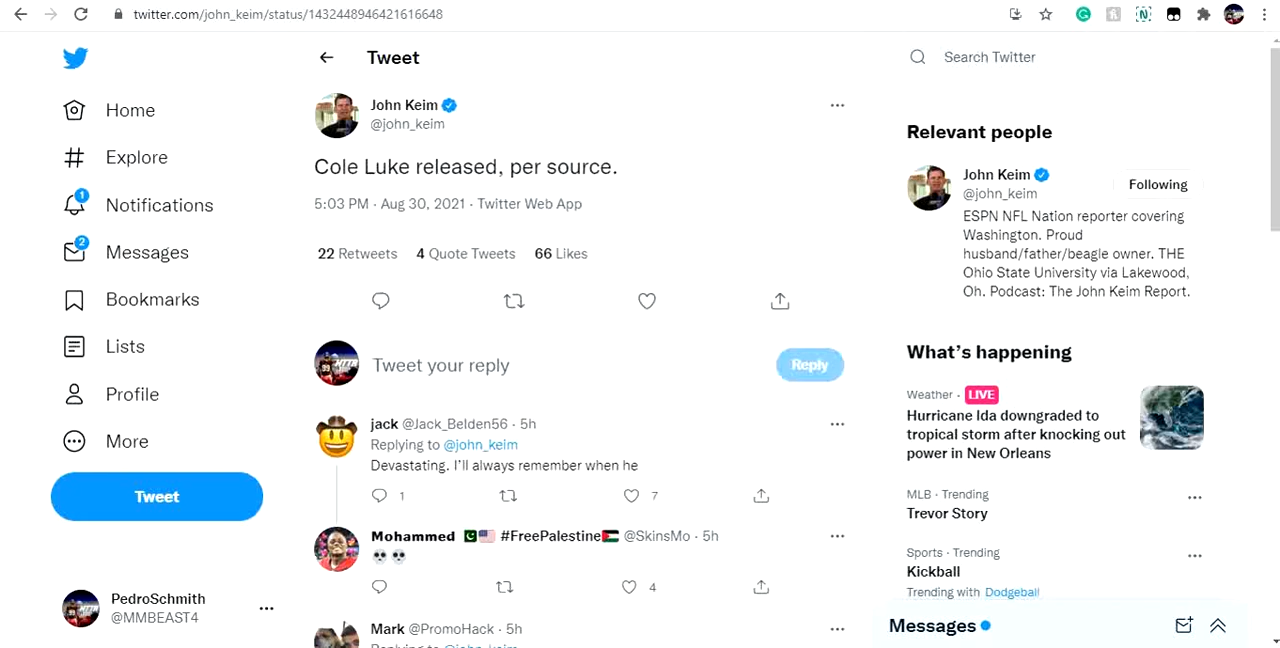 twitter.com/john_keim/status/1432448946421616648
Home
Explore
1
Notifications
2
Messages
Bookmarks
Lists
Profile
More
Tweet
PedroSchmith
@MMBEAST4
Tweet
John Keim
@john_keim
Cole Luke released, per source.
5:03 PM · Aug 30, 2021 · Twitter Web App
22 Retweets 4 Quote Tweets 66 Likes
Tweet your reply
Reply
jack @Jack_Belden56 · 5h
Replying to @john_keim
Devastating. I'll always remember when he
1 7
Mohammed #FreePalestine @SkinsMo · 5h
4
Mark @PromoHack · 5h
Replying to @john_keim
Search Twitter
Relevant people
John Keim
@john_keim
Following
ESPN NFL Nation reporter covering
Washington. Proud
husband/father/beagle owner. THE
Ohio State University via Lakewood,
Oh. Podcast: The John Keim Report.
What's happening
Weather · LIVE
Hurricane Ida downgraded to
tropical storm after knocking out
power in New Orleans
MLB · Trending
Trevor Story
Sports · Trending
Kickball
Trending with Dodgeball
Messages